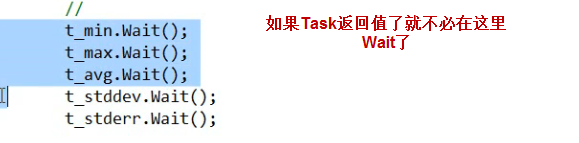 //
t_min.Wait();
t_max.Wait();
t_avg.Wait();
t_stddev.Wait();
t_stderr.Wait();
如果Task返回值了就不必在这里
Wait了